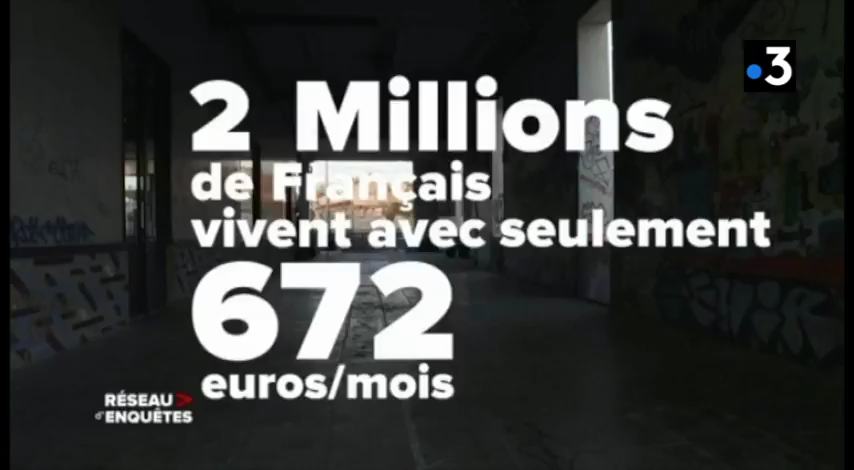 .3
2 Millions
de Français
vivent avec seulement
672
euros/mois
RÉSEAU >
d'ENQUÊTES